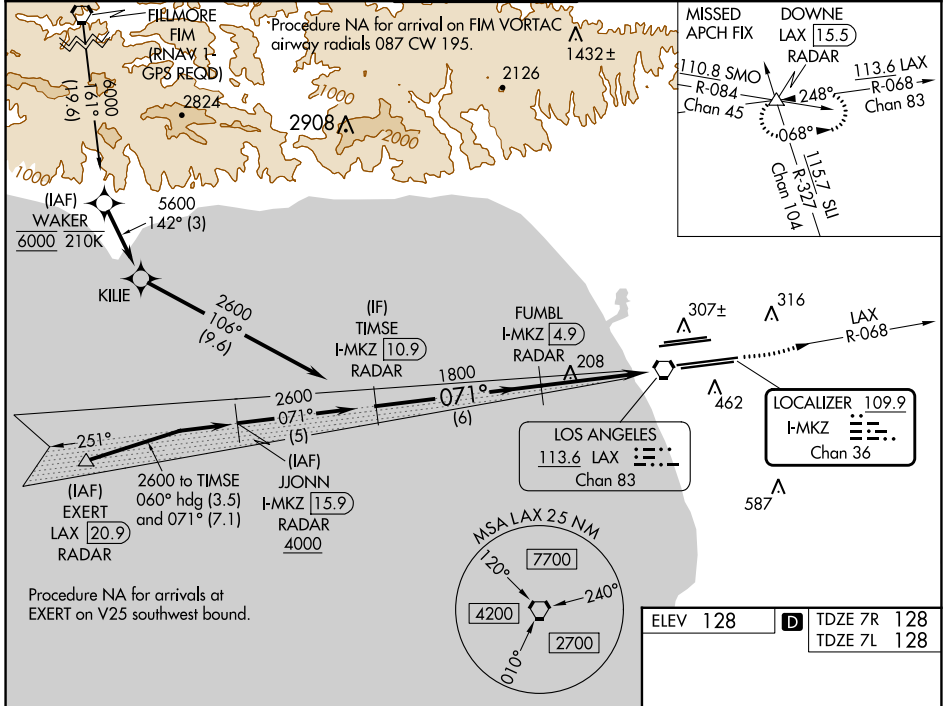 FILLMORE
FIM
(RNAV 1-
GPS REQD)
*Procedure NA for arrival on FIM VORTAC
airway radials 087 CW 195.
1432±
2126
6000
161°
(19.6)
2824
2908
1000
2000
1000
1000
MISSED
APCH FIX
DOWNE
LAX 15.5
RADAR
110.8 SMO
R-084
Chan 45
113.6 LAX
R-068
Chan 83
248°
068°
115.7 SLI
R-327
Chan 104
(IAF)
WAKER
6000 210K
5600
142° (3)
KILIE
2600
106°
(9.6)
(IF)
TIMSE
I-MKZ 10.9
RADAR
FUMBL
I-MKZ 4.9
RADAR
208
307±
316
LAX
R-068
462
587
1800
071°
(6)
2600
071°
(5)
251°
(IAF)
EXERT
LAX 20.9
RADAR
2600 to TIMSE
060° hdg (3.5)
and 071° (7.1)
(IAF)
JJONN
I-MKZ 15.9
RADAR
4000
LOS ANGELES
113.6 LAX
Chan 83
LOCALIZER 109.9
I-MKZ
Chan 36
Procedure NA for arrivals at
EXERT on V25 southwest bound.
MSA LAX 25 NM
120°
7700
240°
4200
2700
010°
ELEV 128
D
TDZE 7R 128
TDZE 7L 128